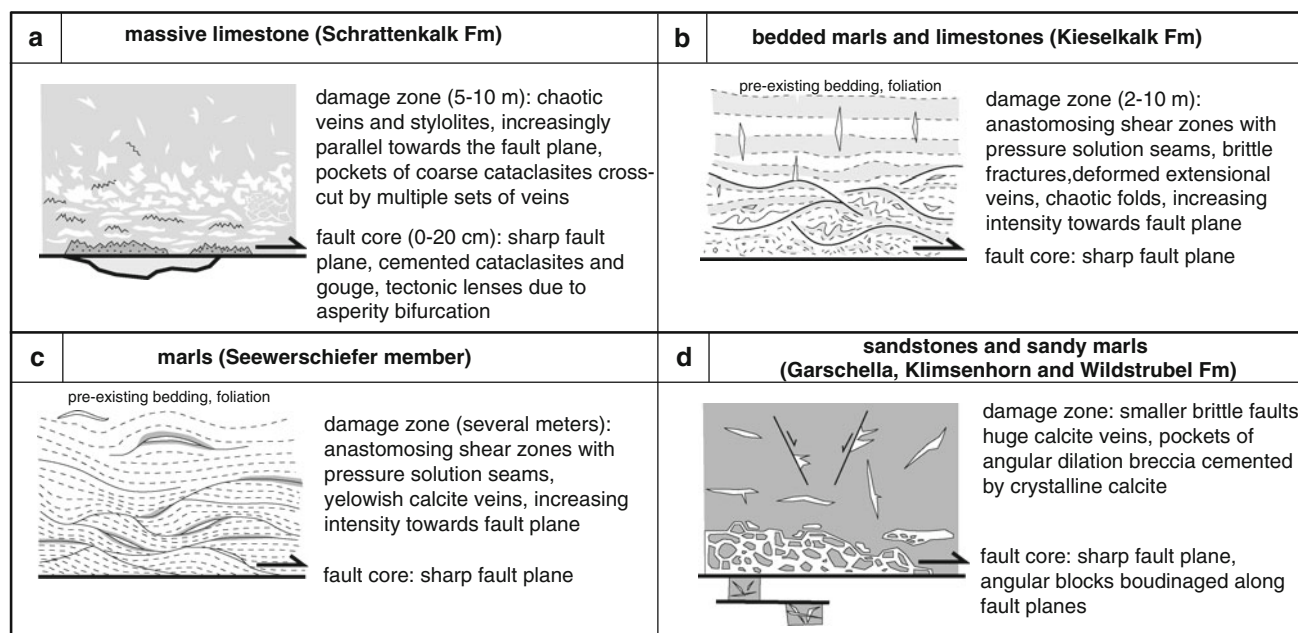 a
massive limestone (Schrattenkalk Fm)
damage zone (5-10 m): chaotic
veins and stylolites, increasingly
parallel towards the fault plane,
pockets of coarse cataclasites cross-
cut by multiple sets of veins
fault core (0-20 cm): sharp fault
plane, cemented cataclasites and
gouge, tectonic lenses due to
asperity bifurcation
b
bedded marls and limestones (Kieselkalk Fm)
pre-existing bedding, foliation
damage zone (2-10 m):
anastomosing shear zones with
pressure solution seams, brittle
fractures,deformed extensional
veins, chaotic folds, increasing
intensity towards fault plane
fault core: sharp fault plane
c
marls (Seewerschiefer member)
pre-existing bedding, foliation
damage zone (several meters):
anastomosing shear zones with
pressure solution seams,
yelowish calcite veins, increasing
intensity towards fault plane
fault core: sharp fault plane
d
sandstones and sandy marls
(Garschella, Klimsenhorn and Wildstrubel Fm)
damage zone: smaller brittle faults
huge calcite veins, pockets of
angular dilation breccia cemented
by crystalline calcite
fault core: sharp fault plane,
angular blocks boudinaged along
fault planes